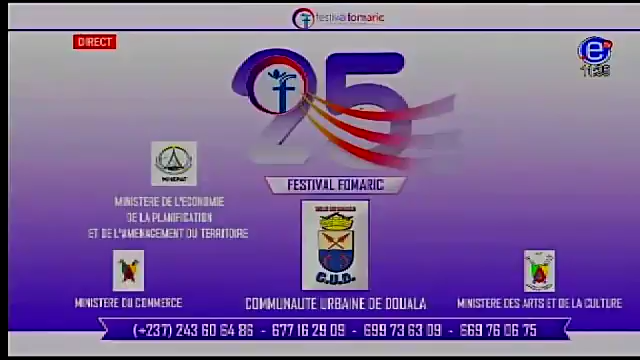 festivalfomaric
DIRECT
e
11:35
25
f
FESTIVAL FOMARIC
MINEPAT
MINISTERE DE L'ECONOMIE
DE LA PLANIFICATION
ET DE L'AMENAGEMENT DU TERRITOIRE
C.U.D.
MINISTERE DU COMMERCE
COMMUNAUTE URBAINE DE DOUALA
MINISTERE DES ARTS ET DE LA CULTURE
(+237) 243 60 64 86 - 677 16 29 09 - 699 73 63 09 - 669 76 06 75